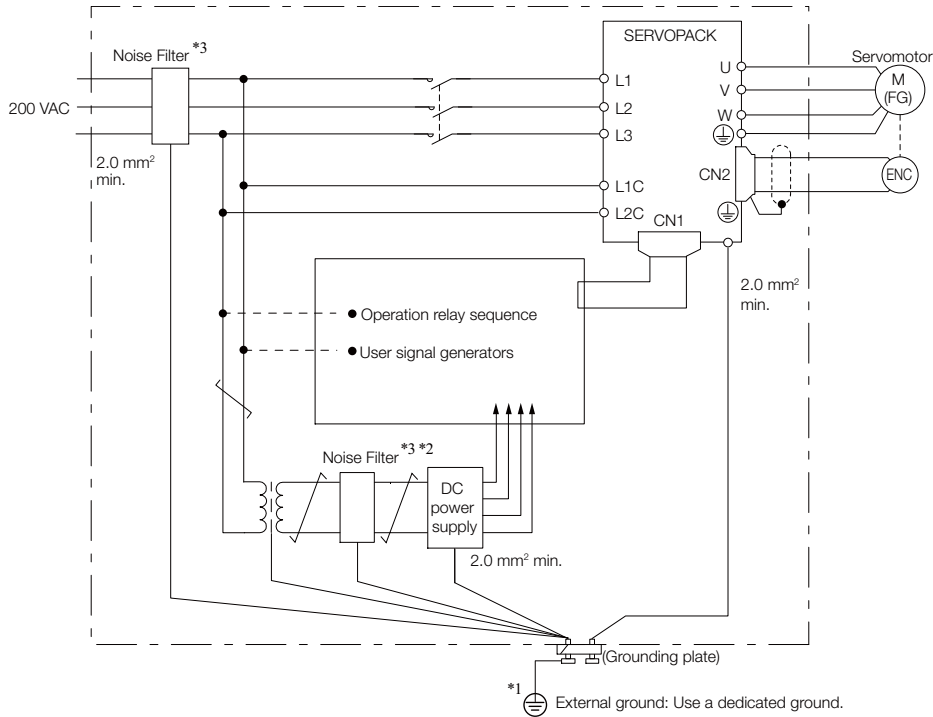 SERVOPACK
Noise Filter *3
Servomotor
200 VAC
L1
L2
L3
L1C
L2C
U
V
W
M
(FG)
CN2
ENC
CN1
2.0 mm²
min.
2.0 mm²
min.
Operation relay sequence
User signal generators
Noise Filter *3 *2
DC
power
supply
2.0 mm² min.
(Grounding plate)
*1
External ground: Use a dedicated ground.